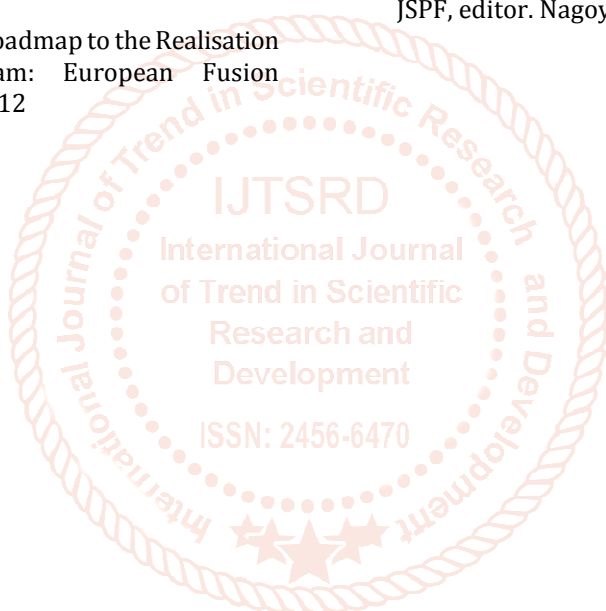 JSPF, editor. Nagoy
oadmap to the Realisation
am: European Fusion
12
International Journal of Trend in Scientific Research and Development
IJTSRD
International Journal
of Trend in Scientific
Research and
Development
ISSN: 2456-6470